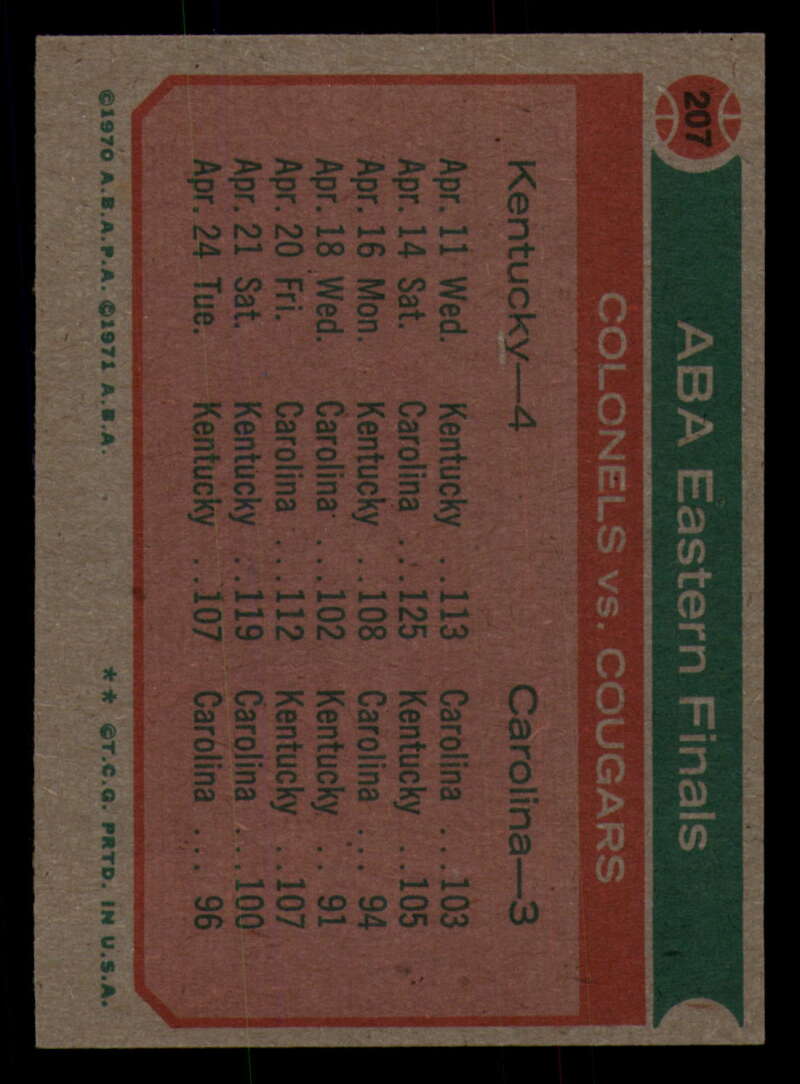 207
ABA Eastern Finals
COLONELS vs. COUGARS
Kentucky—4 Carolina—3
Apr. 11 Wed. Kentucky ..113 Carolina ...103
Apr. 14 Sat. Carolina ...125 Kentucky ..105
Apr. 16 Mon. Kentucky ..108 Carolina ... 94
Apr. 18 Wed. Carolina ...102 Kentucky .. 91
Apr. 20 Fri. Carolina ...112 Kentucky ..107
Apr. 21 Sat. Kentucky ..119 Carolina ...100
Apr. 24 Tue. Kentucky ..107 Carolina ... 96
©1970 A.B.A.P.A. ©1971 A.B.A. ** ©T.C.G. PRTD. IN U.S.A.